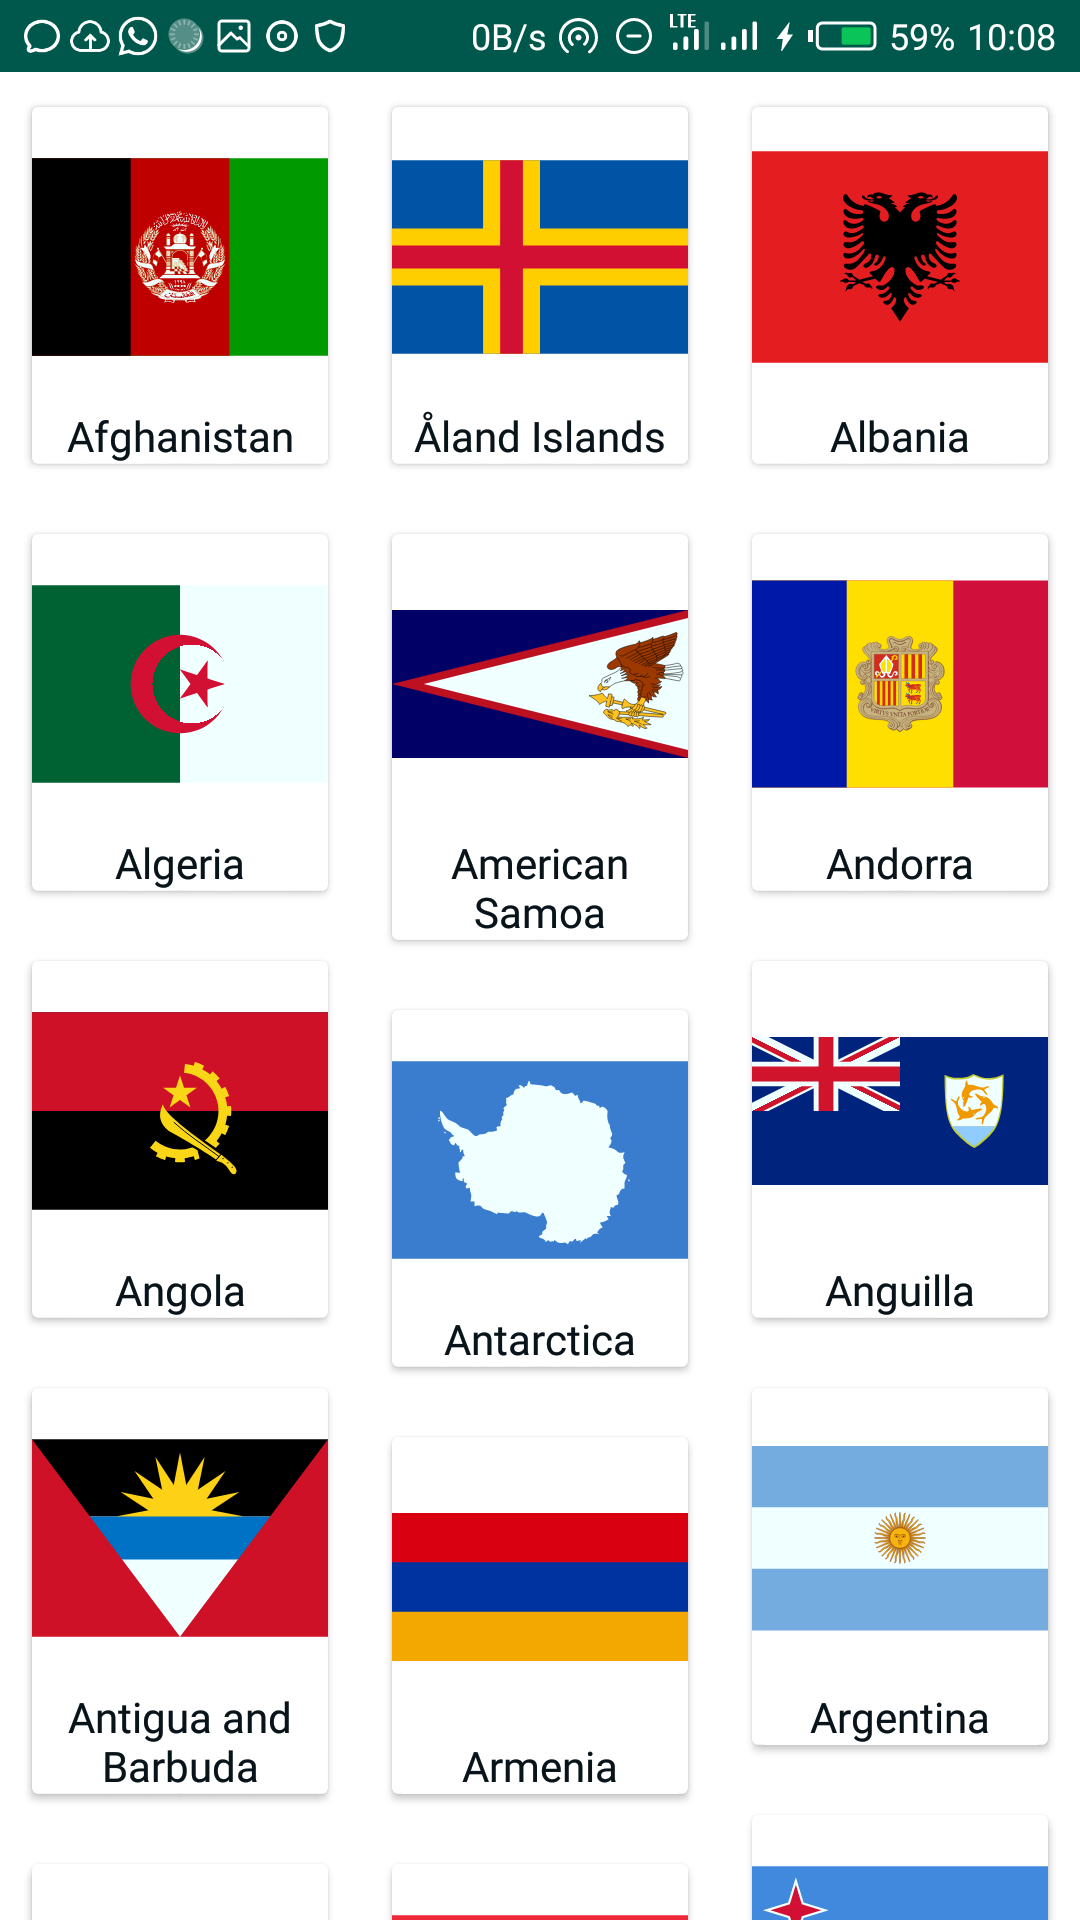 0B/s LTE 59% 10:08
Afghanistan
Åland Islands
Albania
Algeria
American
Samoa
Andorra
Angola
Antarctica
Anguilla
Antigua and
Barbuda
Armenia
Argentina